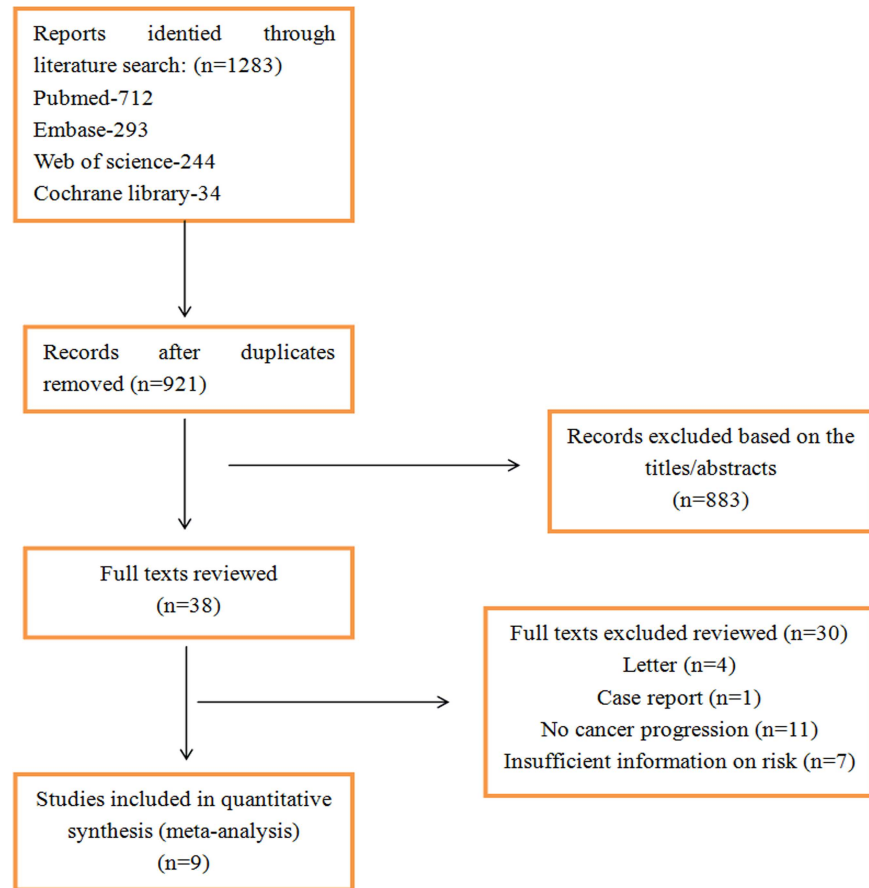 Reports identied through
literature search: (n=1283)
Pubmed-712
Embase-293
Web of science-244
Cochrane library-34
Records after duplicates
removed (n=921)
Records excluded based on the
titles/abstracts
(n=883)
Full texts reviewed
(n=38)
Full texts excluded reviewed (n=30)
Letter (n=4)
Case report (n=1)
No cancer progression (n=11)
Insufficient information on risk (n=7)
Studies included in quantitative
synthesis (meta-analysis)
(n=9)